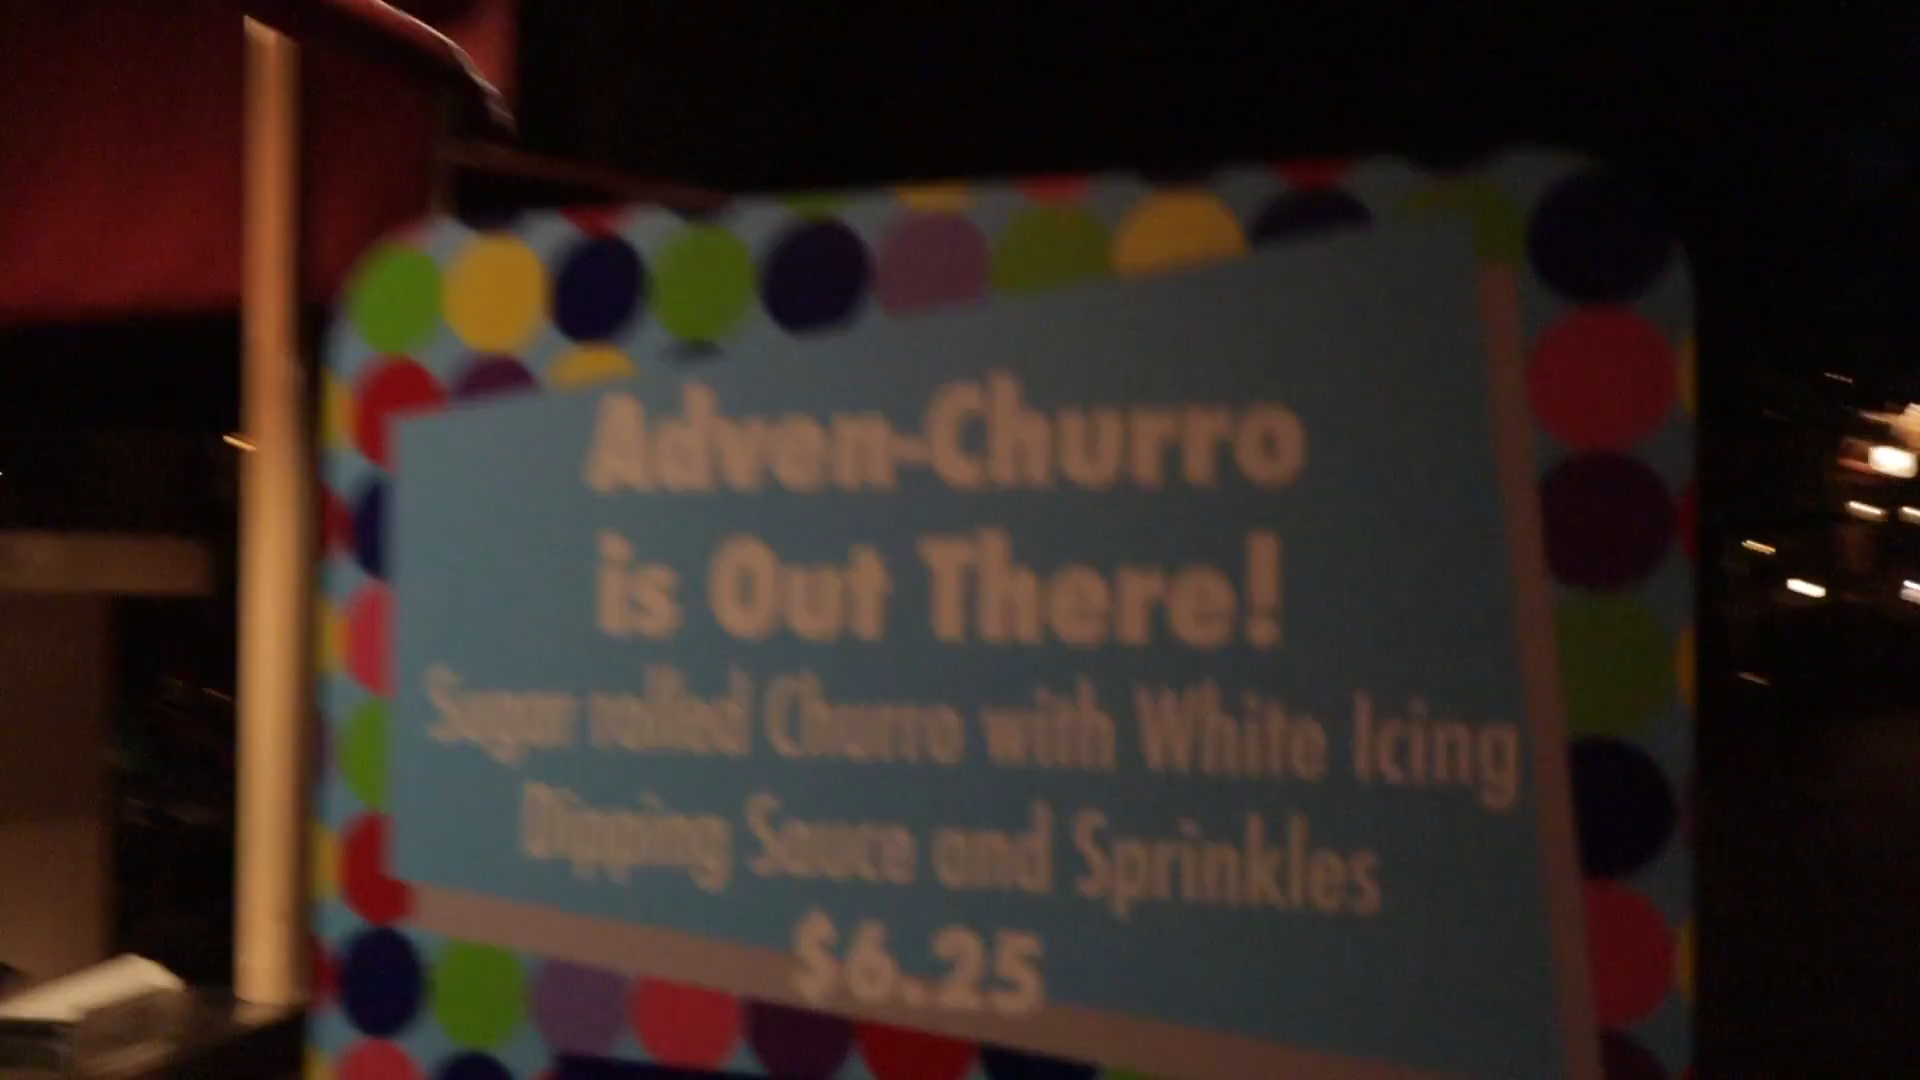 Adven-Churro
is Out There!
Sugar rolled Churro with White Icing
Dipping Sauce and Sprinkles
$6.25